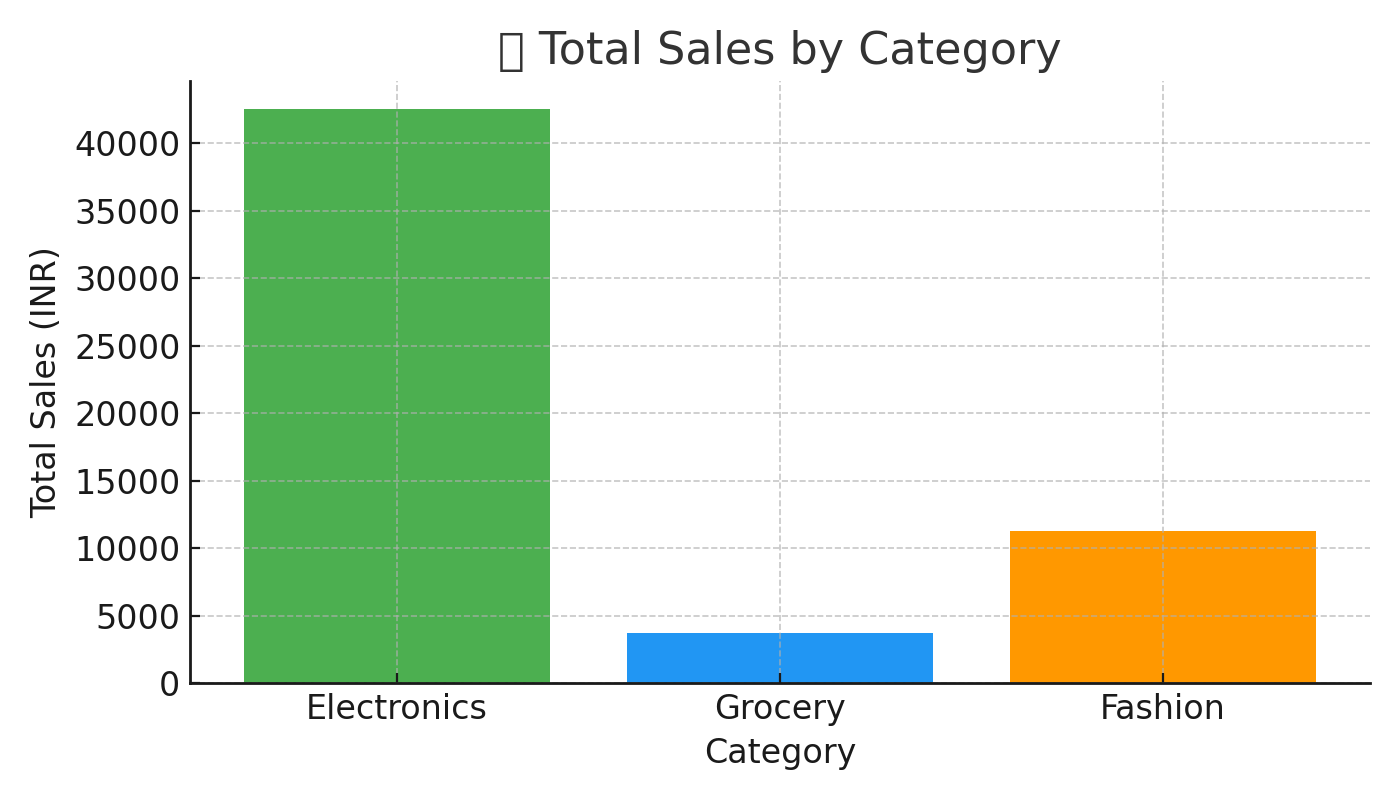 ▯ Total Sales by Category
Total Sales (INR)
40000
35000
30000
25000
20000
15000
10000
5000
0
Electronics Grocery Fashion
Category